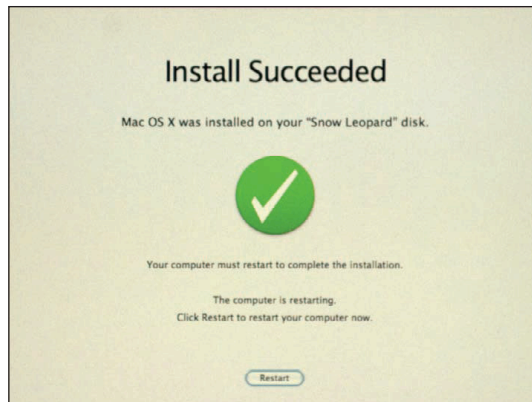 Install Succeeded
Mac OS X was installed on your "Snow Leopard" disk.
Your computer must restart to complete the installation.
The computer is restarting.
Click Restart to restart your computer now.
Restart